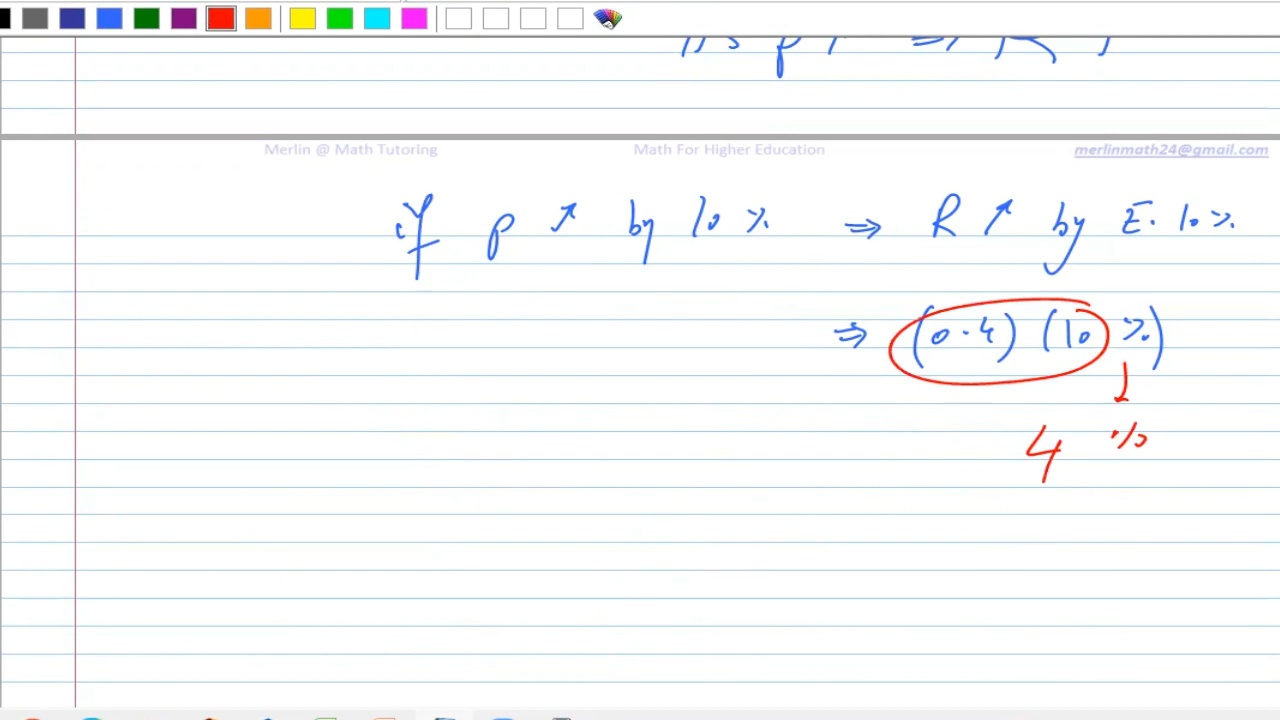 Merlin @ Math Tutoring Math For Higher Education merlinmath24@gmail.com
if p ↗ by 10 % ⇒ R ↗ by E. 10 %
⇒ (0.4) (10 %)
4 %